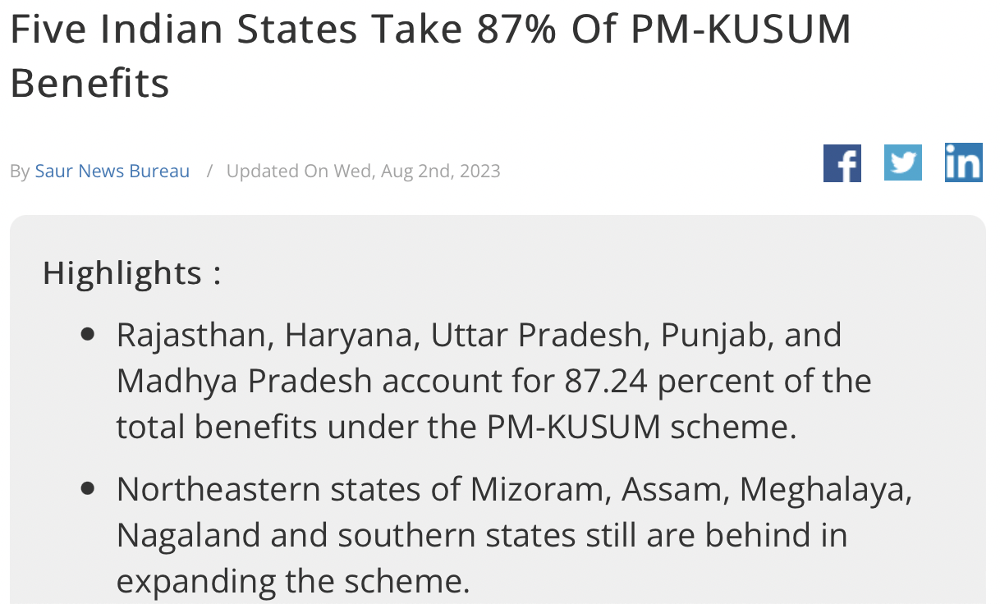 Five Indian States Take 87% Of PM-KUSUM
Benefits
By Saur News Bureau / Updated On Wed, Aug 2nd, 2023
f in
Highlights :
• Rajasthan, Haryana, Uttar Pradesh, Punjab, and
Madhya Pradesh account for 87.24 percent of the
total benefits under the PM-KUSUM scheme.
• Northeastern states of Mizoram, Assam, Meghalaya,
Nagaland and southern states still are behind in
expanding the scheme.